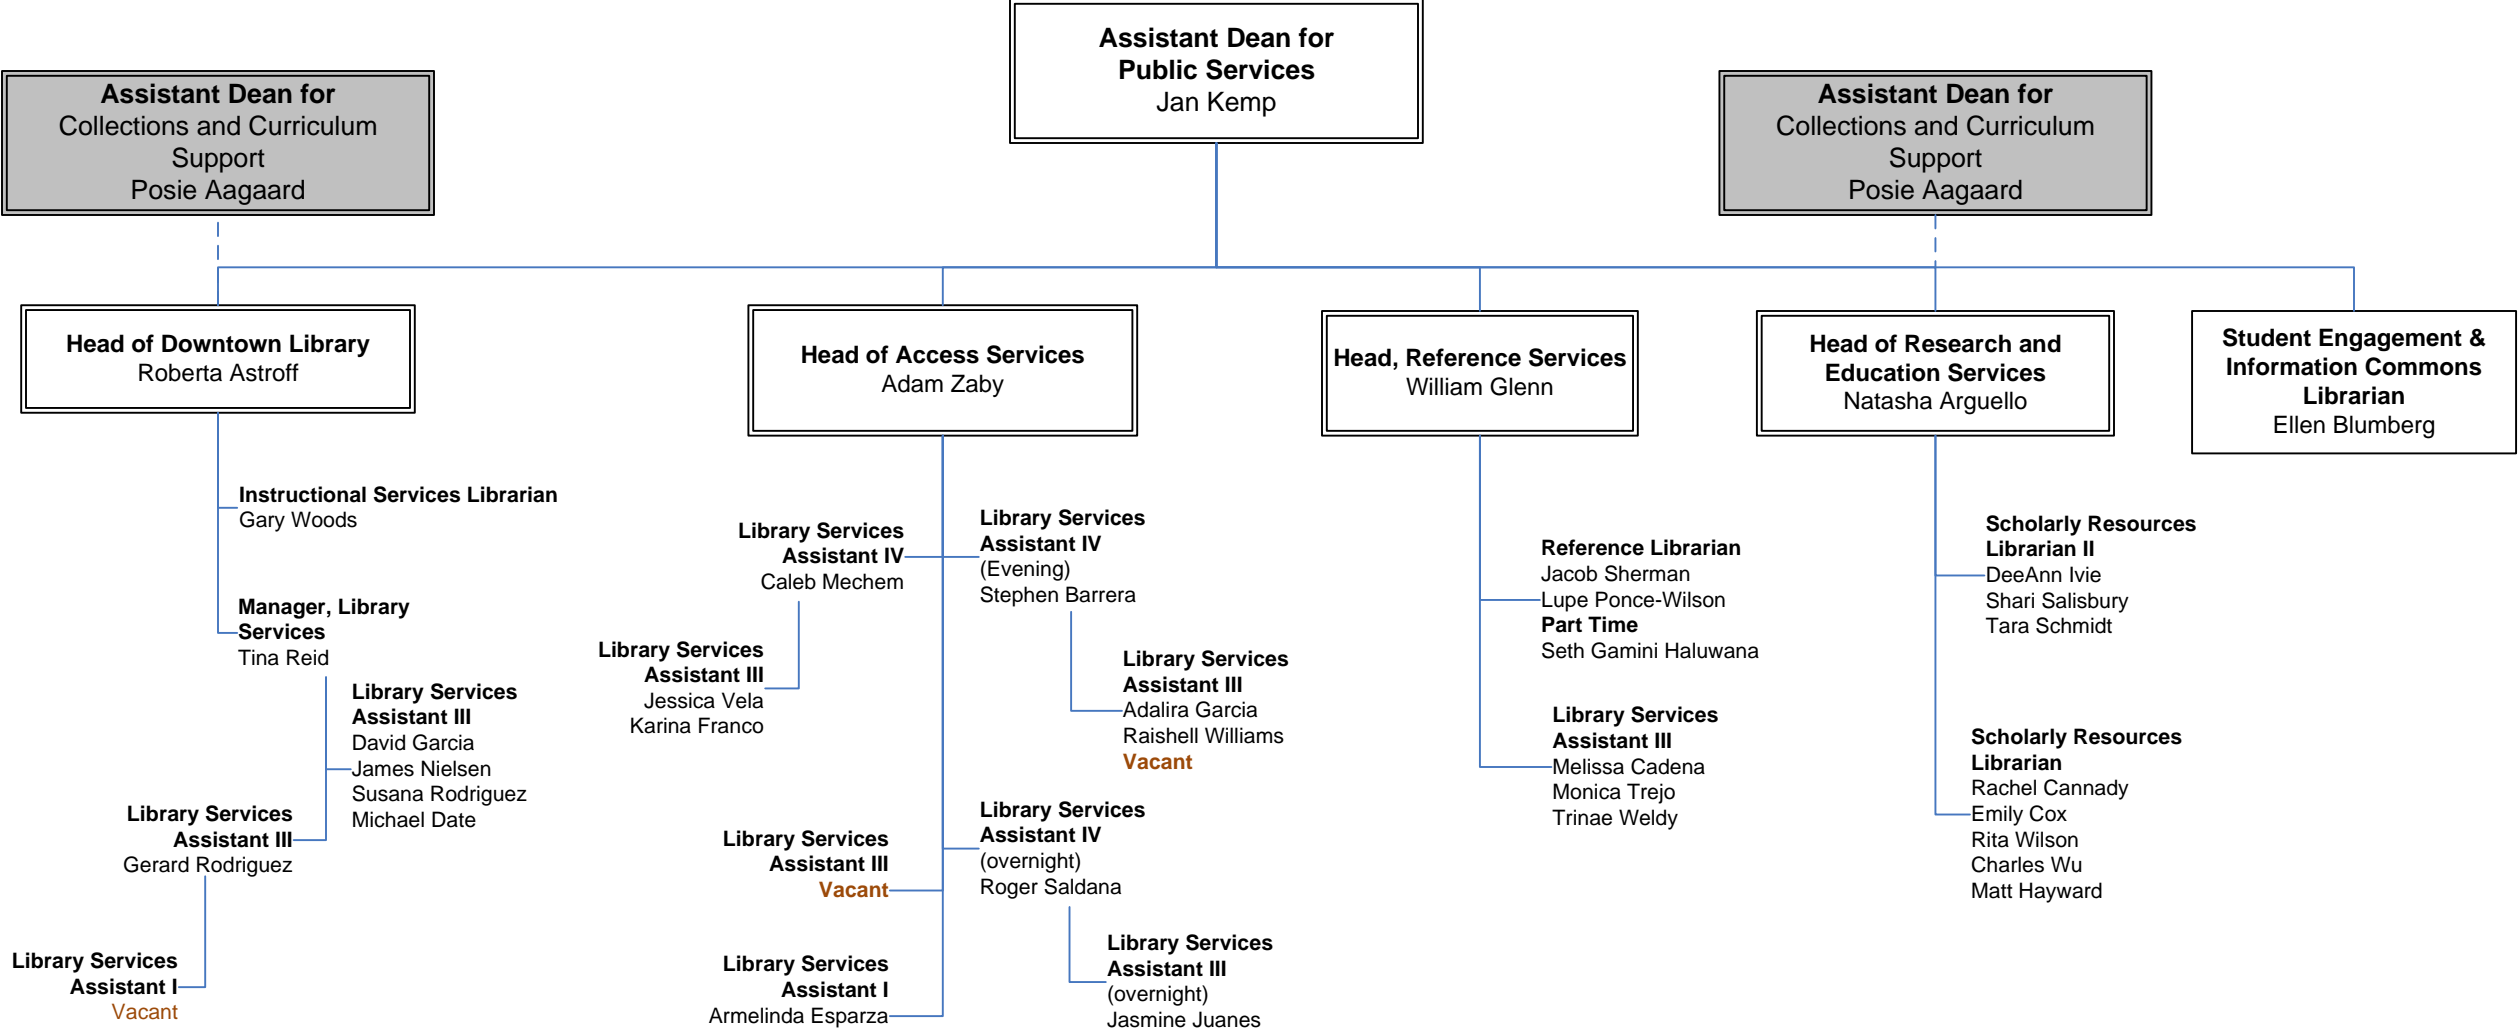 Assistant Dean for
Public Services
Jan Kemp
Assistant Dean for
Collections and Curriculum
Support
Posie Aagaard
Assistant Dean for
Collections and Curriculum
Support
Posie Aagaard
Head of Downtown Library
Roberta Astroff
Head of Access Services
Adam Zaby
Head, Reference Services
William Glenn
Head of Research and
Education Services
Natasha Arguello
Student Engagement &
Information Commons
Librarian
Ellen Blumberg
Instructional Services Librarian
Gary Woods
Manager, Library
Services
Tina Reid
Library Services
Assistant III
David Garcia
James Nielsen
Susana Rodriguez
Michael Date
Library Services
Assistant III
Gerard Rodriguez
Library Services
Assistant I
Vacant
Library Services
Assistant IV
Caleb Mechem
Library Services
Assistant III
Jessica Vela
Karina Franco
Library Services
Assistant IV
(Evening)
Stephen Barrera
Library Services
Assistant III
Adalira Garcia
Raishell Williams
Vacant
Library Services
Assistant III
Vacant
Library Services
Assistant IV
(overnight)
Roger Saldana
Library Services
Assistant III
(overnight)
Jasmine Juanes
Library Services
Assistant I
Armelinda Esparza
Reference Librarian
Jacob Sherman
Lupe Ponce-Wilson
Part Time
Seth Gamini Haluwana
Library Services
Assistant III
Melissa Cadena
Monica Trejo
Trinae Weldy
Scholarly Resources
Librarian II
DeeAnn Ivie
Shari Salisbury
Tara Schmidt
Scholarly Resources
Librarian
Rachel Cannady
Emily Cox
Rita Wilson
Charles Wu
Matt Hayward